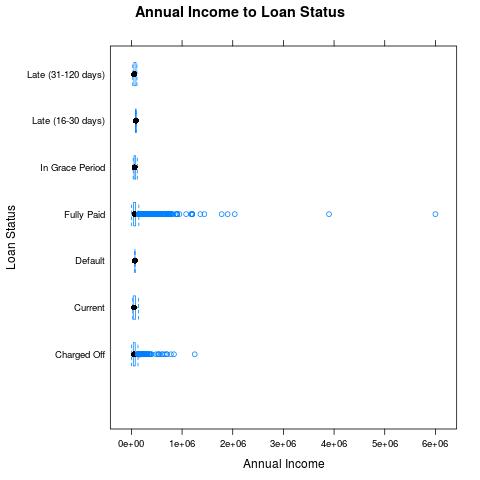 Annual Income to Loan Status
Late (31-120 days)
Late (16-30 days)
In Grace Period
Fully Paid
Default
Current
Charged Off
Loan Status
0e+00 1e+06 2e+06 3e+06 4e+06 5e+06 6e+06
Annual Income